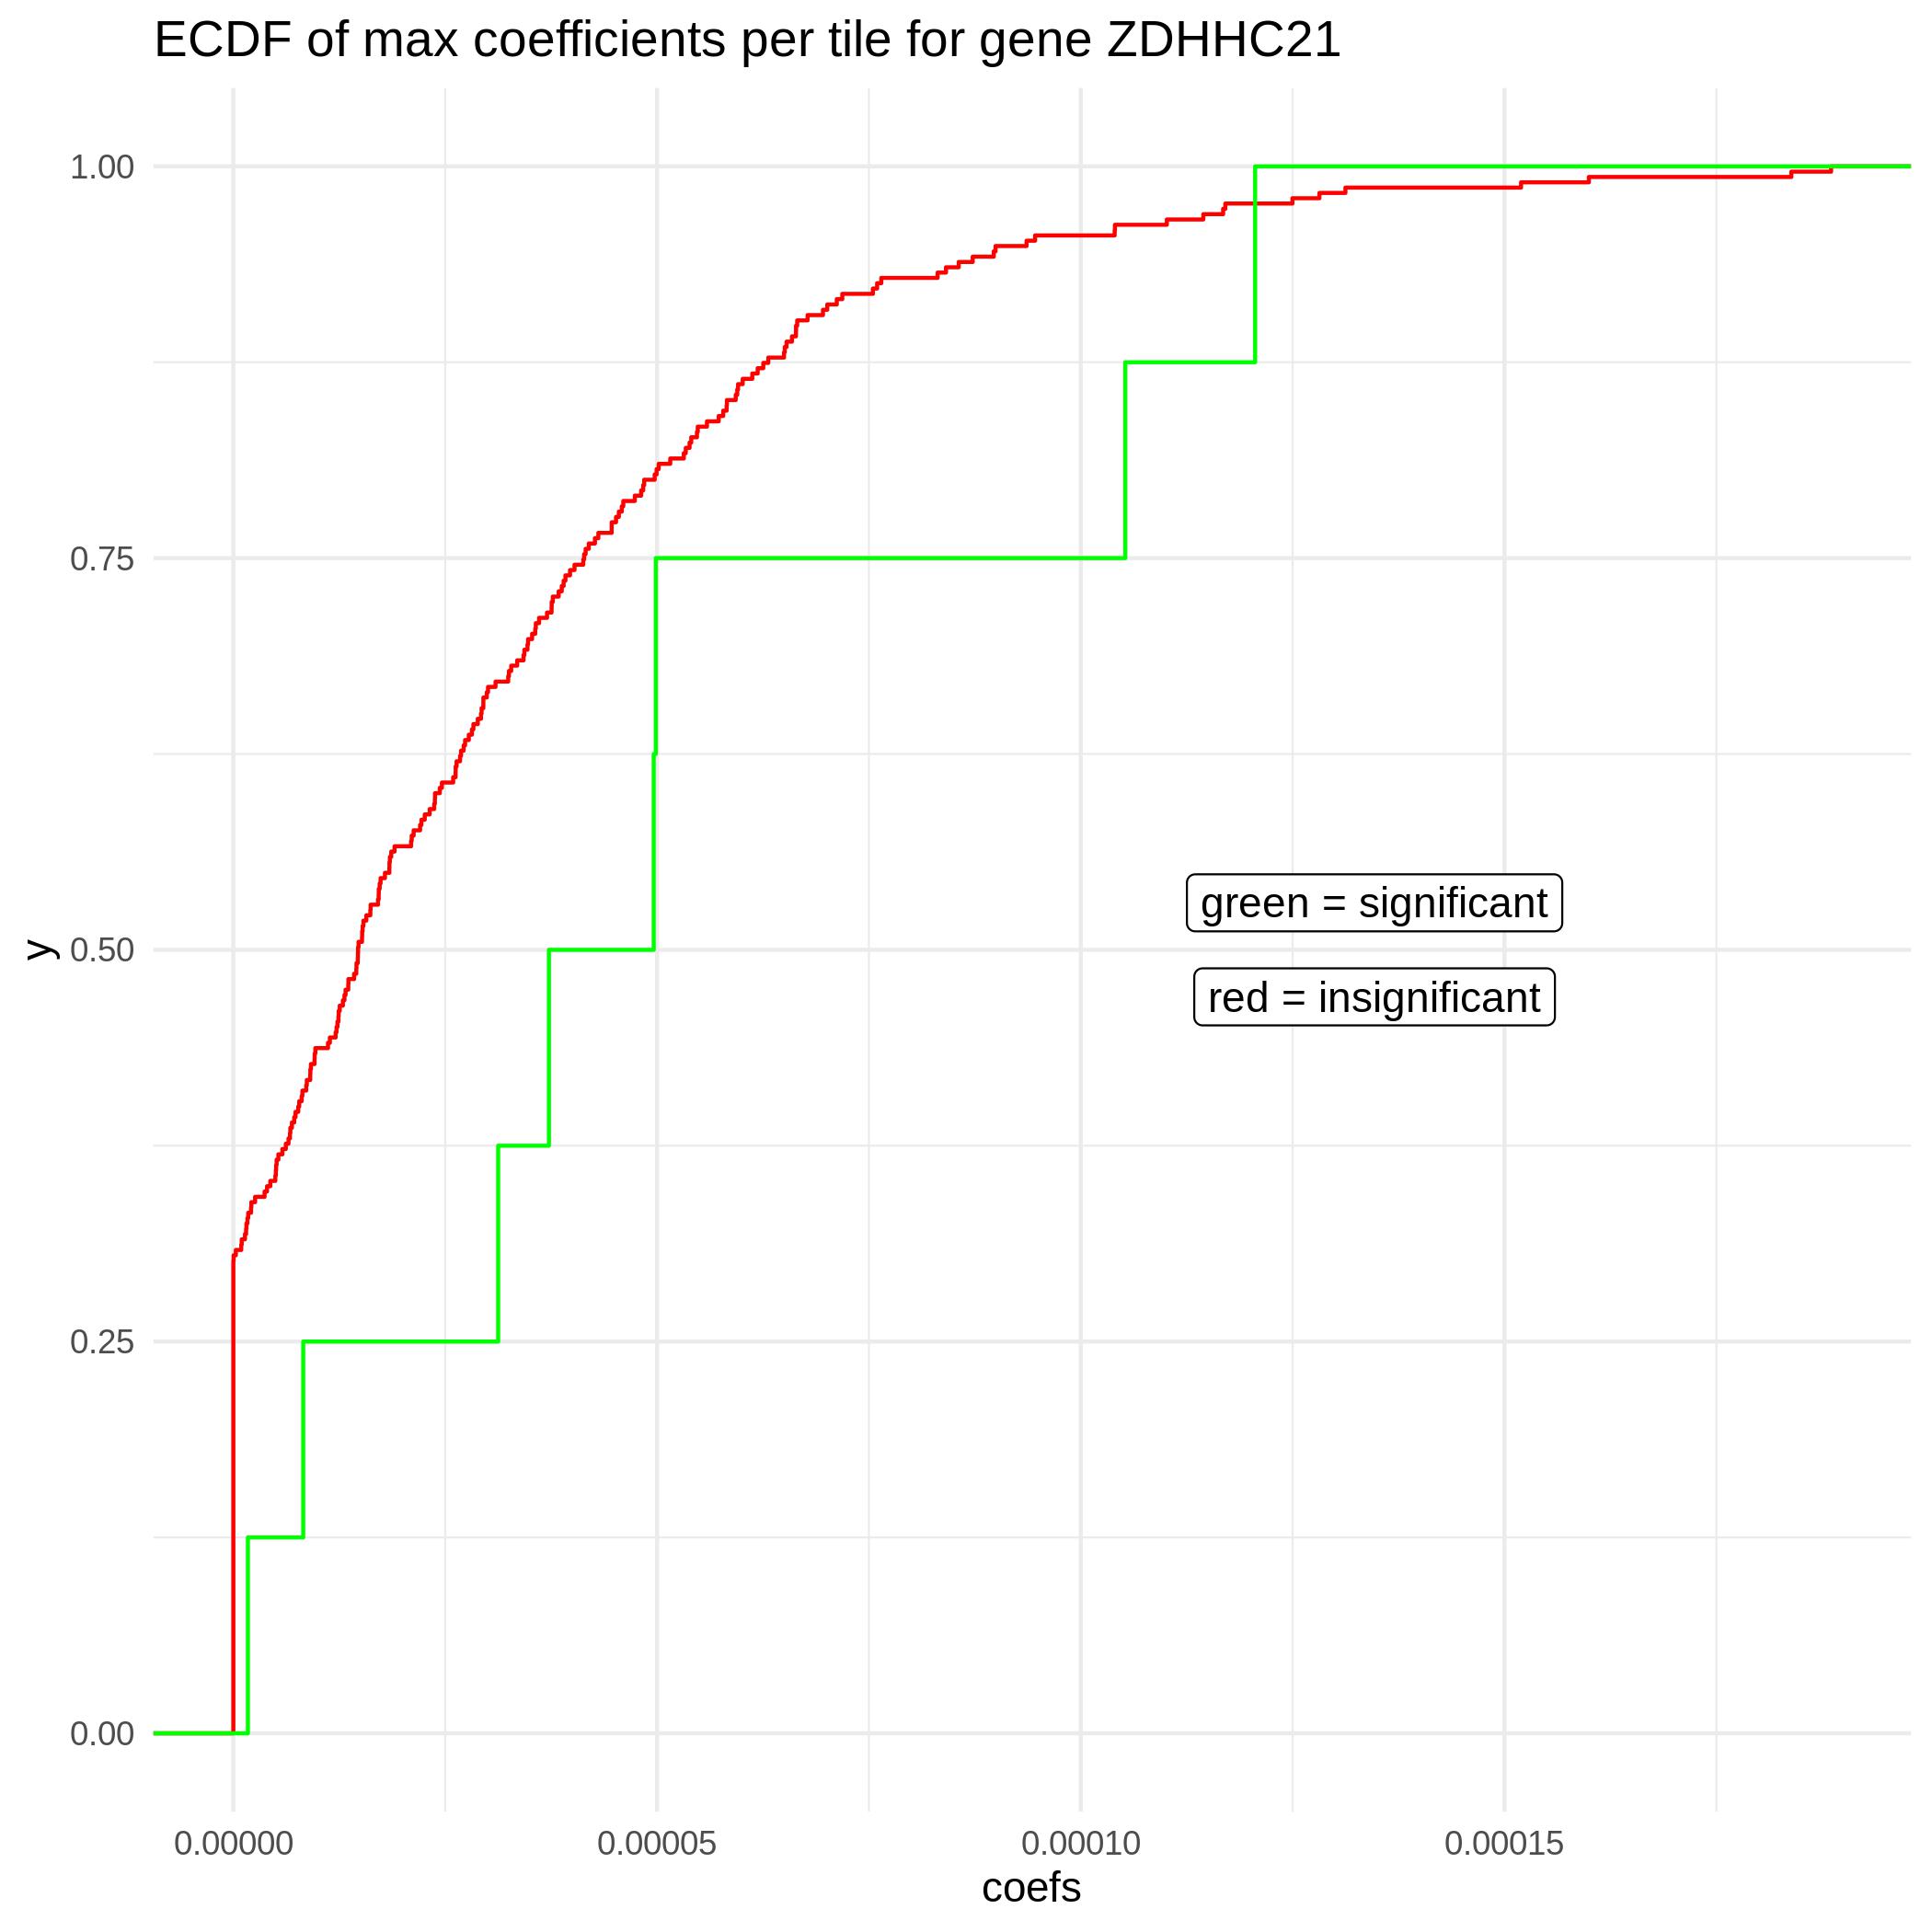 ECDF of max coefficients per tile for gene ZDHHC21
1.00
0.75
0.50
0.25
0.00
y
green = significant
red = insignificant
0.00000 0.00005 0.00010 0.00015
coefs